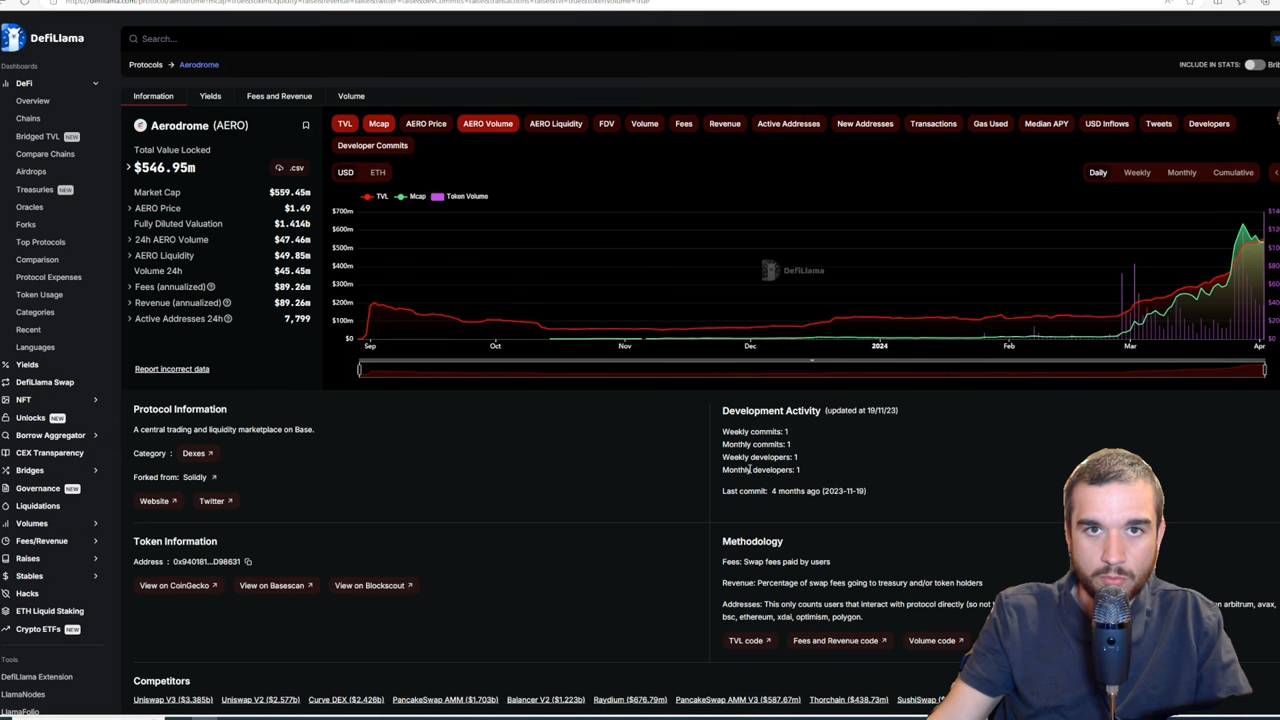 DefiLlama
Search...
Dashboards
Protocols → Aerodrome
INCLUDE IN STATS:
DeFi
Overview
Chains
Bridged TVL NEW
Compare Chains
Airdrops
Treasuries NEW
Oracles
Forks
Top Protocols
Comparison
Protocol Expenses
Token Usage
Categories
Recent
Languages
Yields
DefiLlama Swap
NFT
Unlocks NEW
Borrow Aggregator
CEX Transparency
Bridges
Governance NEW
Liquidations
Volumes
Fees/Revenue
Raises
Stables
Hacks
ETH Liquid Staking
Crypto ETFs NEW
Tools
DefiLlama Extension
LlamaNodes
LlamaFolio
Information Yields Fees and Revenue Volume
Aerodrome (AERO)
Total Value Locked
$546.95m .csv
Market Cap $559.45m
AERO Price $1.49
Fully Diluted Valuation $1.414b
24h AERO Volume $47.46m
AERO Liquidity $49.85m
Volume 24h $45.45m
Fees (annualized) $89.26m
Revenue (annualized) $89.26m
Active Addresses 24h 7,799
Report incorrect data
TVL Mcap AERO Price AERO Volume AERO Liquidity FDV Volume Fees Revenue Active Addresses New Addresses Transactions Gas Used Median APY USD Inflows Tweets Developers
Developer Commits
USD ETH
Daily Weekly Monthly Cumulative
TVL Mcap Token Volume
$700m
$600m
$500m
$400m
$300m
$200m
$100m
$0
DefiLlama
Sep Oct Nov Dec 2024 Feb Mar Apr
Protocol Information
A central trading and liquidity marketplace on Base.
Category : Dexes
Forked from: Solidly
Website Twitter
Development Activity (updated at 19/11/23)
Weekly commits: 1
Monthly commits: 1
Weekly developers: 1
Monthly developers: 1
Last commit: 4 months ago (2023-11-19)
Token Information
Address : 0x940181...D98631
View on CoinGecko View on Basescan View on Blockscout
Methodology
Fees: Swap fees paid by users
Revenue: Percentage of swap fees going to treasury and/or token holders
Addresses: This only counts users that interact with protocol directly (so not arbitrum, avax,
bsc, ethereum, xdai, optimism, polygon.
TVL code Fees and Revenue code Volume code
Competitors
Uniswap V3 ($3.385b) Uniswap V2 ($2.577b) Curve DEX ($2.426b) PancakeSwap AMM ($1.703b) Balancer V2 ($1.223b) Raydium ($676.79m) PancakeSwap AMM V3 ($587.67m) Thorchain ($438.73m) SushiSwap